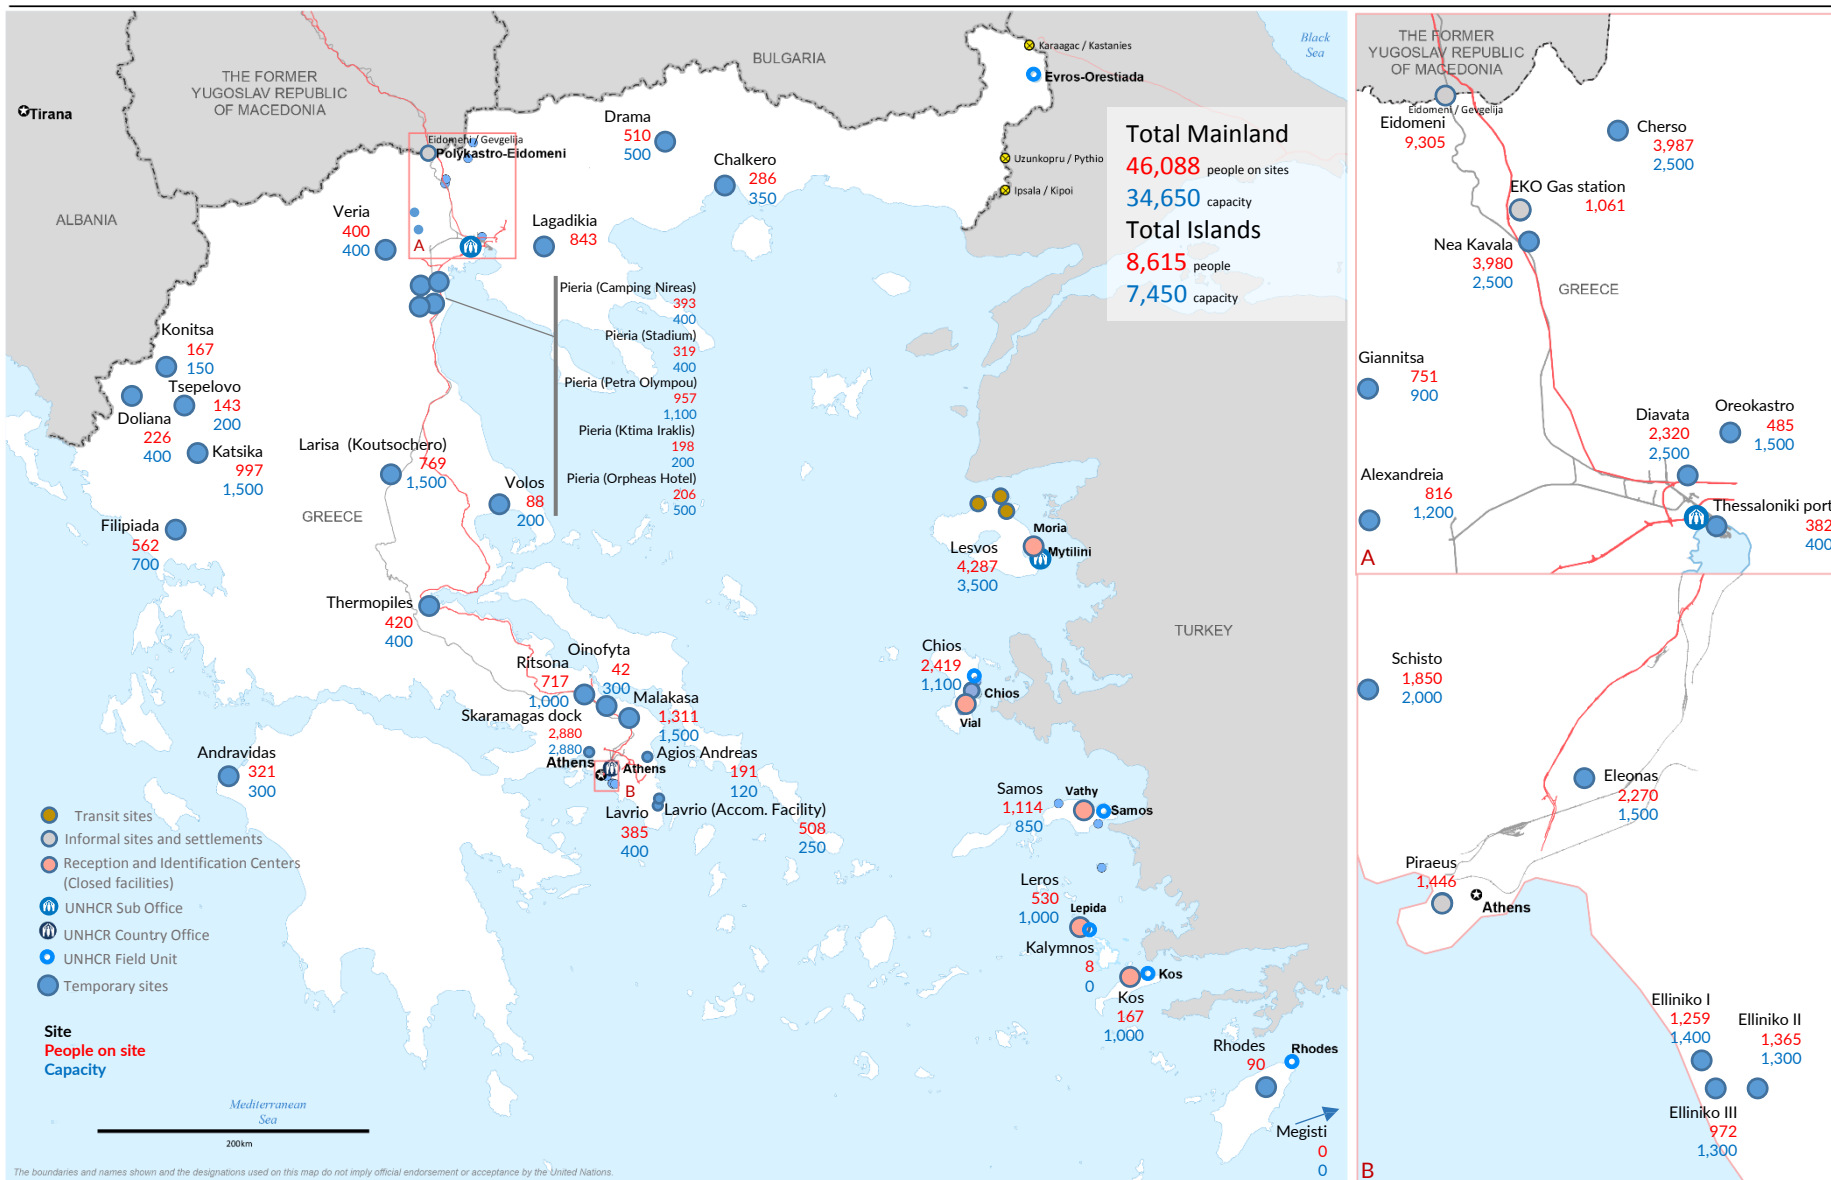 THE FORMER
YUGOSLAV REPUBLIC
OF MACEDONIA
BULGARIA
Black
Sea
Karaagac / Kastanies
Evros-Orestiada
Tirana
ALBANIA
Eidomeni / Gevgelija
Polykastro-Eidomeni
Drama
510
500
Chalkero
286
350
Uzunkopru / Pythio
Ipsala / Kipoi
Total Mainland
46,088 people on sites
34,650 capacity
Total Islands
8,615 people
7,450 capacity
Veria
400
400
A
Lagadikia
843
Pieria (Camping Nireas)
393
400
Pieria (Stadium)
319
400
Pieria (Petra Olympou)
957
1,100
Pieria (Ktima Iraklis)
198
200
Pieria (Orpheas Hotel)
206
500
Konitsa
167
150
Tsepelovo
143
200
Doliana
226
400
Katsika
997
1,500
Larisa (Koutsochero)
769
1,500
Volos
88
200
GREECE
Filipiada
562
700
Thermopiles
420
400
Moria
Mytilini
Lesvos
4,287
3,500
TURKEY
Chios
2,419
1,100
Chios
Vial
Oinofyta
42
300
Ritsona
717
1,000
Malakasa
1,311
1,500
Skaramagas dock
2,880
2,880
Athens
Athens
B
Agios Andreas
191
120
Lavrio
385
400
Lavrio (Accom. Facility)
508
250
Andravidas
321
300
Samos
1,114
850
Vathy
Samos
Leros
530
1,000
Lepida
Kalymnos
8
0
Kos
Kos
167
1,000
Rhodes
90
Rhodes
Megisti
0
0
Transit sites
Informal sites and settlements
Reception and Identification Centers
(Closed facilities)
UNHCR Sub Office
UNHCR Country Office
UNHCR Field Unit
Temporary sites
Site
People on site
Capacity
Mediterranean
Sea
200km
The boundaries and names shown and the designations used on this map do not imply official endorsement or acceptance by the United Nations.
THE FORMER
YUGOSLAV REPUBLIC
OF MACEDONIA
Eidomeni / Gevgelija
Eidomeni
9,305
Cherso
3,987
2,500
EKO Gas station
1,061
Nea Kavala
3,980
2,500
GREECE
Giannitsa
751
900
Diavata
2,320
2,500
Oreokastro
485
1,500
Alexandreia
816
1,200
Thessaloniki port
382
400
A
Schisto
1,850
2,000
Eleonas
2,270
1,500
Piraeus
1,446
Athens
Elliniko I
1,259
1,400
Elliniko II
1,365
1,300
Elliniko III
972
1,300
B